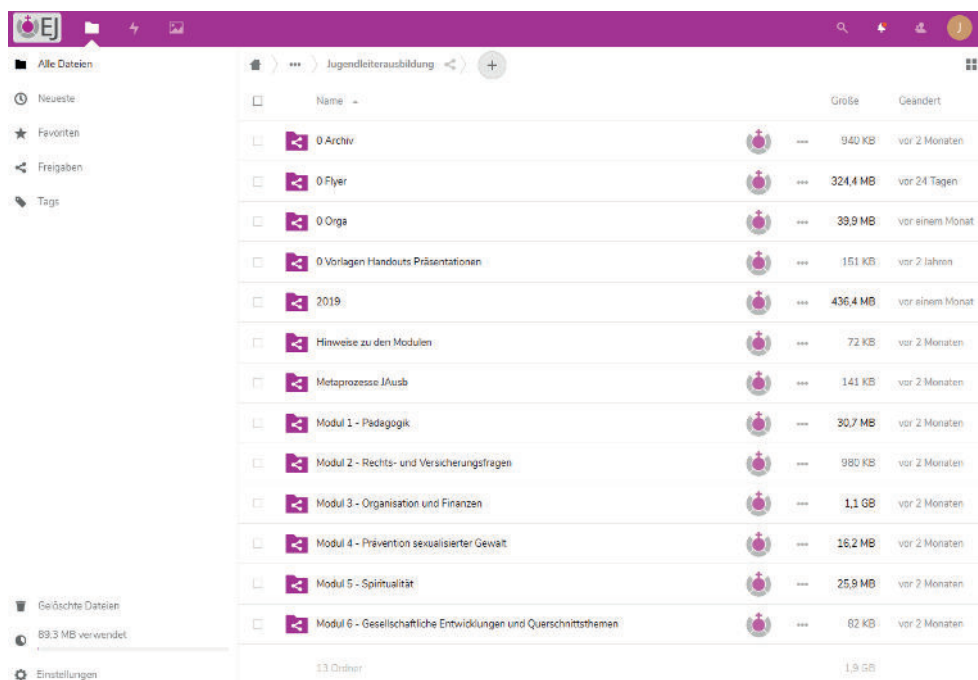 EJ
J
Alle Dateien
Jugendleiterausbildung
Neueste
Name
Größe
Geändert
Favoriten
0 Archiv
940 KB
vor 2 Monaten
Freigaben
0 Flyer
324,4 MB
vor 24 Tagen
Tags
0 Orga
39,9 MB
vor einem Monat
0 Vorlagen Handouts Präsentationen
151 KB
vor 2 Jahren
2019
436,4 MB
vor einem Monat
Hinweise zu den Modulen
72 KB
vor 2 Monaten
Metaprozesse JAusb
141 KB
vor 2 Monaten
Modul 1 - Pädagogik
30,7 MB
vor 2 Monaten
Modul 2 - Rechts- und Versicherungsfragen
980 KB
vor 2 Monaten
Modul 3 - Organisation und Finanzen
1,1 GB
vor 2 Monaten
Modul 4 - Prävention sexualisierter Gewalt
16,2 MB
vor 2 Monaten
Modul 5 - Spiritualität
25,9 MB
vor 2 Monaten
Gelöschte Dateien
Modul 6 - Gesellschaftliche Entwicklungen und Querschnittsthemen
82 KB
vor 2 Monaten
89.3 MB verwendet
13 Ordner
1,9 GB
Einstellungen